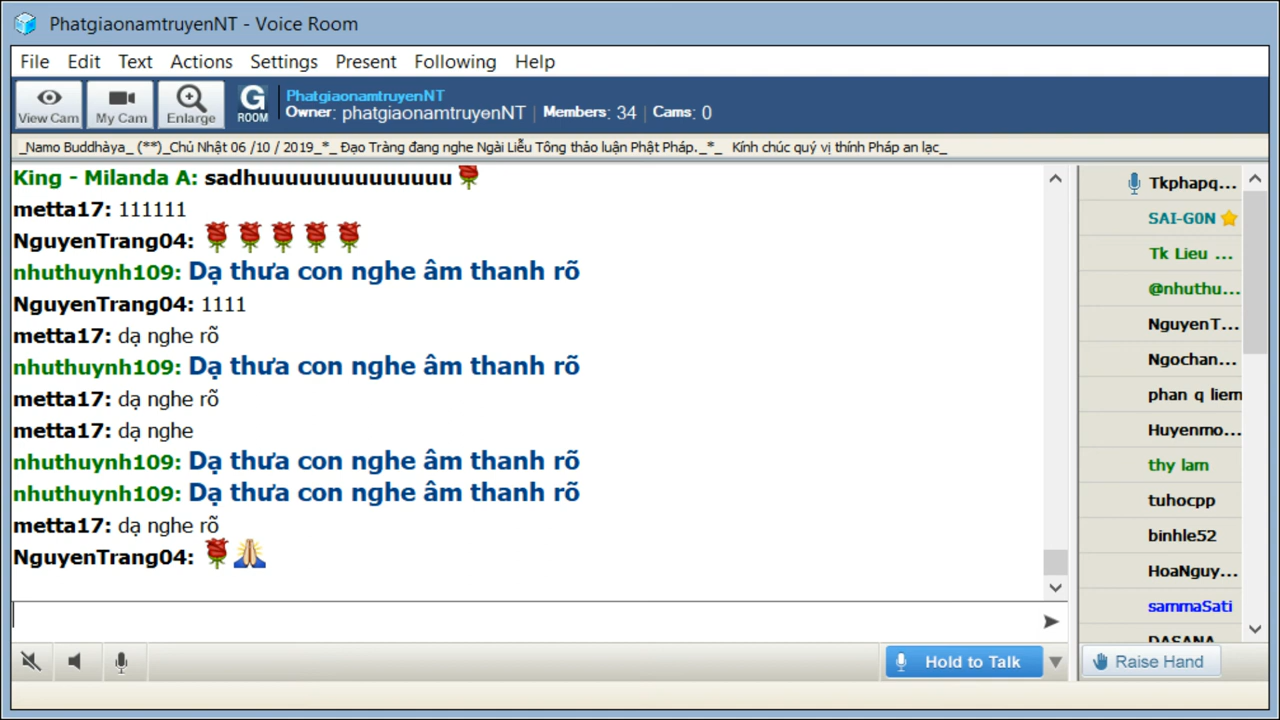 PhatgiaonamtruyenNT - Voice Room
File Edit Text Actions Settings Present Following Help
View Cam My Cam Enlarge G ROOM PhatgiaonamtruyenNT
Owner: phatgiaonamtruyenNT | Members: 34 | Cams: 0
_Namo Buddhàya_ (**)_Chủ Nhật 06 /10 / 2019_*_ Đạo Tràng đang nghe Ngài Liễu Tông thảo luận Phật Pháp._*_ Kính chúc quý vị thính Pháp an lạc_
King - Milanda A: sadhuuuuuuuuuuuuuu
metta17: 111111
NguyenTrang04:
nhuthuynh109: Dạ thưa con nghe âm thanh rõ
NguyenTrang04: 1111
metta17: dạ nghe rõ
nhuthuynh109: Dạ thưa con nghe âm thanh rõ
metta17: dạ nghe rõ
metta17: dạ nghe
nhuthuynh109: Dạ thưa con nghe âm thanh rõ
nhuthuynh109: Dạ thưa con nghe âm thanh rõ
metta17: dạ nghe rõ
NguyenTrang04:
Tkphapq...
SAI-G0N
Tk Lieu ...
@nhuthu...
NguyenT...
Ngochan...
phan q liem
Huyenmo...
thy lam
tuhocpp
binhle52
HoaNguy...
sammaSati
DASANA
Hold to Talk
Raise Hand